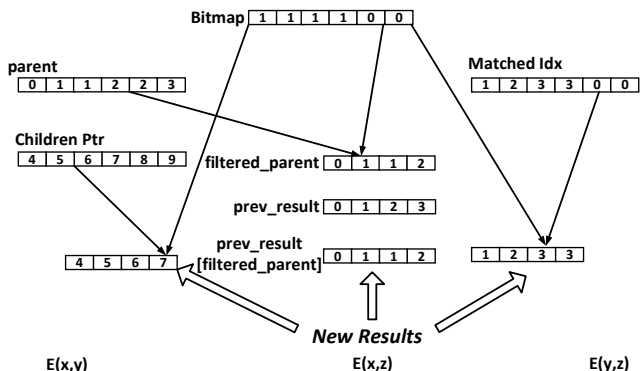 Bitmap 1 1 1 1 0 0
parent
0 1 1 2 2 3
Matched Idx
1 2 3 3 0 0
Children Ptr
4 5 6 7 8 9
filtered_parent 0 1 1 2
prev_result 0 1 2 3
prev_result
[filtered_parent]
0 1 1 2
4 5 6 7
1 2 3 3
New Results
E(x,y) E(x,z) E(y,z)